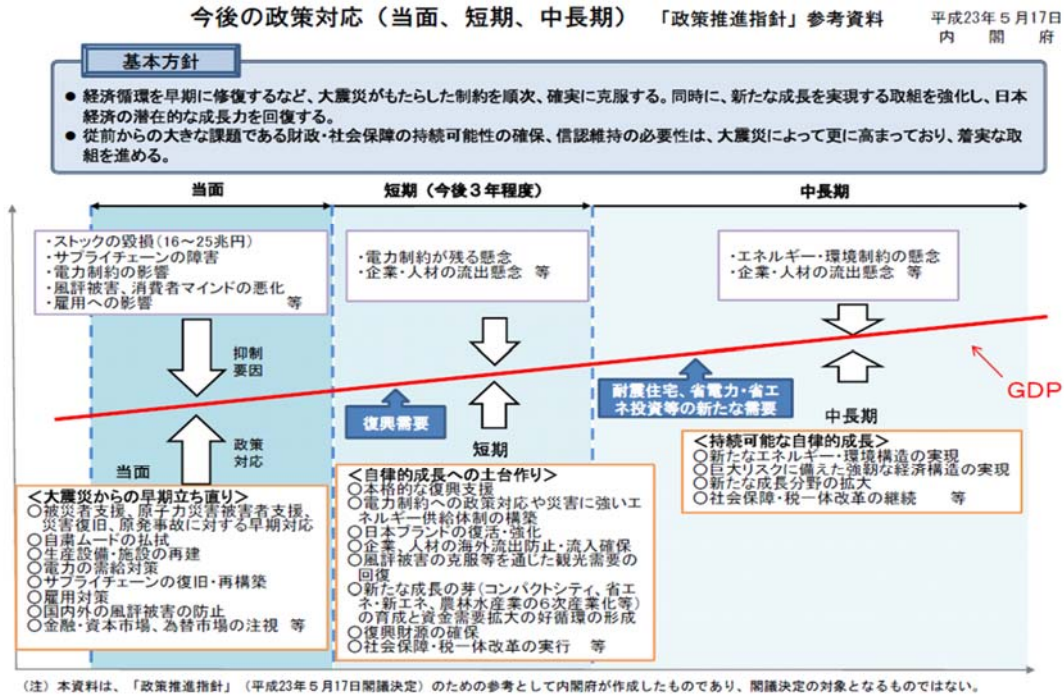 今後の政策対応（当面、短期、中長期）　「政策推進指針」参考資料
平成23年５月17日
内　閣　府
基本方針
● 経済循環を早期に修復するなど、大震災がもたらした制約を順次、確実に克服する。同時に、新たな成長を実現する取組を強化し、日本
経済の潜在的な成長力を回復する。
● 従前からの大きな課題である財政・社会保障の持続可能性の確保、信認維持の必要性は、大震災によって更に高まっており、着実な取
組を進める。
当面
短期（今後３年程度）
中長期
・ストックの毀損（16～25兆円）
・サプライチェーンの障害
・電力制約の影響
・風評被害、消費者マインドの悪化
・雇用への影響　　　　　等
・電力制約が残る懸念
・企業・人材の流出懸念　等
・エネルギー・環境制約の懸念
・企業・人材の流出懸念　等
抑制
要因
GDP
復興需要
耐震住宅、省電力・省エ
ネ投資等の新たな需要
政策
対応
当面
＜大震災からの早期立ち直り＞
○被災者支援、原子力災害被害者支援、
災害復旧、原発事故に対する早期対応
○自粛ムードの払拭
○生産設備・施設の再建
○電力の需給対策
○サプライチェーンの復旧・再構築
○雇用対策
○国内外の風評被害の防止
○金融・資本市場、為替市場の注視　等
短期
＜自律的成長への土台作り＞
○本格的な復興支援
○電力制約への政策対応や災害に強いエ
ネルギー供給体制の構築
○日本ブランドの復活・強化
○企業、人材の海外流出防止・流入確保
○風評被害の克服等を通じた観光需要の
回復
○新たな成長の芽（コンパクトシティ、省エ
ネ・新エネ、農林水産業の6次産業化等）
の育成と資金需要拡大の好循環の形成
○復興財源の確保
○社会保障・税一体改革の実行　等
中長期
＜持続可能な自律的成長＞
○新たなエネルギー・環境構造の実現
○巨大リスクに備えた強靭な経済構造の実現
○新たな成長分野の拡大
○社会保障・税一体改革の継続　等
（注）本資料は、「政策推進指針」（平成23年５月17日閣議決定）のための参考として内閣府が作成したものであり、閣議決定の対象となるものではない。